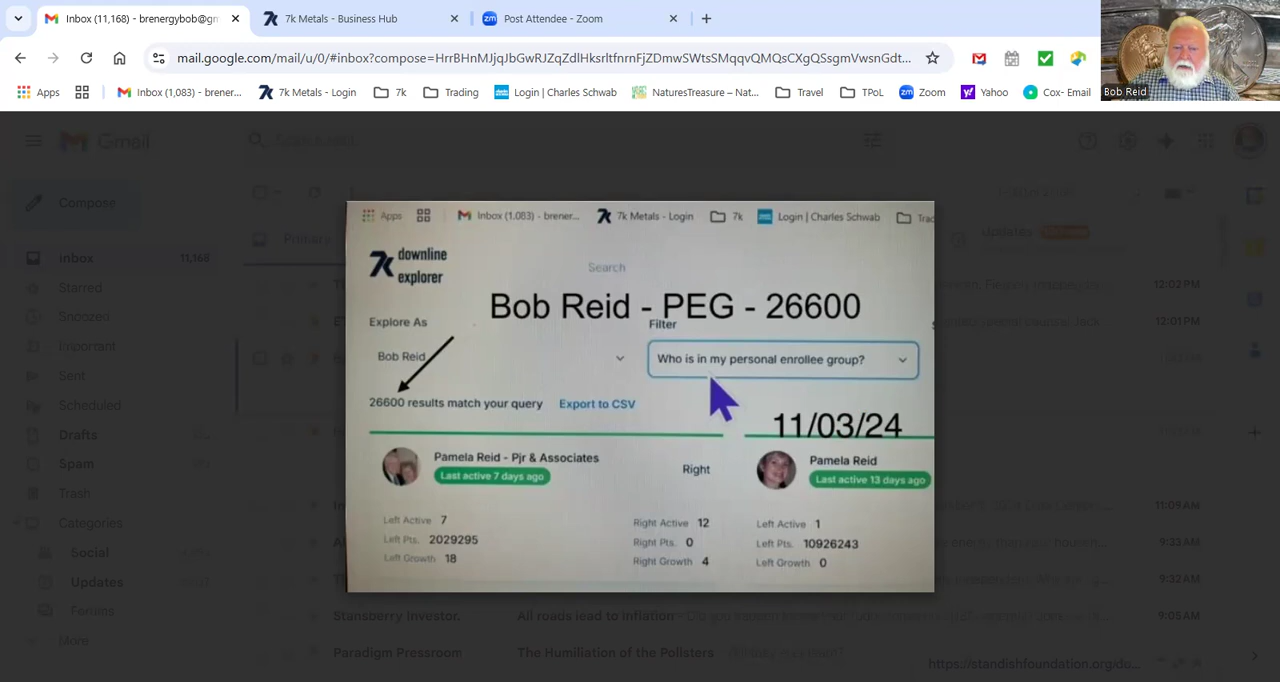 Inbox (11,168) - brenergybob@gm
7k Metals - Business Hub
Post Attendee - Zoom
mail.google.com/mail/u/0/#inbox?compose=HrrBHnMJjqJbGwRJZqZdlHksrltfnrnFjZDmwSWtsSMqqvQMQsCXgQSsgmVwsnGdt...
Apps
Inbox (1,083) - brener...
7k Metals - Login
7k
Trading
Login | Charles Schwab
NaturesTreasure – Nat...
Travel
TPoL
Zoom
Yahoo
Cox- Email
Bob Reid
Gmail
Compose
Primary
Updates
Inbox 11,168
Starred
Snoozed
Important
Sent
Scheduled
Drafts
Spam
Trash
Categories
Social
Updates
Forums
More
12:02 PM
12:01 PM
11:09 AM
9:33 AM
9:32 AM
Stansberry Investor.
All roads lead to Inflation
9:05 AM
Paradigm Pressroom
The Humiliation of the Pollsters
https://standishfoundation.org/do...
Apps
Inbox (1,083) - brener...
7k Metals - Login
7k
Login | Charles Schwab
Trac
7k downline
explorer
Search
Bob Reid - PEG - 26600
Explore As
Filter
Bob Reid
Who is in my personal enrollee group?
26600 results match your query
Export to CSV
11/03/24
Pamela Reid - Pjr & Associates
Last active 7 days ago
Right
Pamela Reid
Last active 13 days ago
Left Active 7
Right Active 12
Left Active 1
Left Pts. 2029295
Right Pts. 0
Left Pts. 10926243
Left Growth 18
Right Growth 4
Left Growth 0